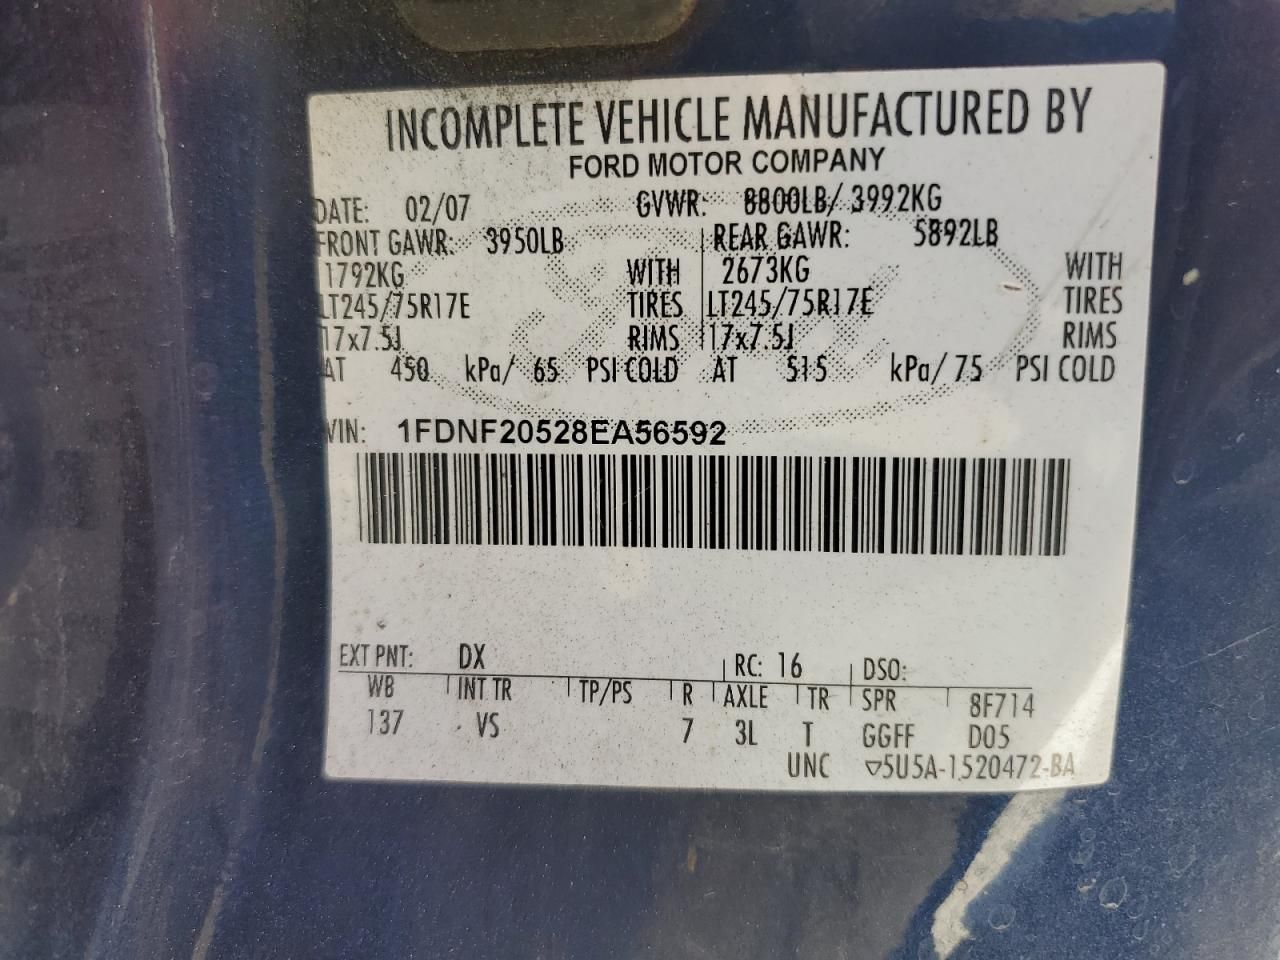 INCOMPLETE VEHICLE MANUFACTURED BY
FORD MOTOR COMPANY
DATE: 02/07 GVWR: 8800LB/ 3992KG
FRONT GAWR: 3950LB REAR GAWR: 5892LB
1792KG WITH 2673KG WITH
LT245/75R17E TIRES LT245/75R17E TIRES
17x7.5J RIMS 17x7.5J RIMS
AT 450 kPa/ 65 PSI COLD AT 515 kPa/ 75 PSI COLD
VIN: 1FDNF20528EA56592
EXT PNT: DX RC: 16 DSO:
WB INT TR TP/PS R AXLE TR SPR 8F714
137 VS 7 3L T GGFF D05
UNC ▽5U5A-1520472-BA